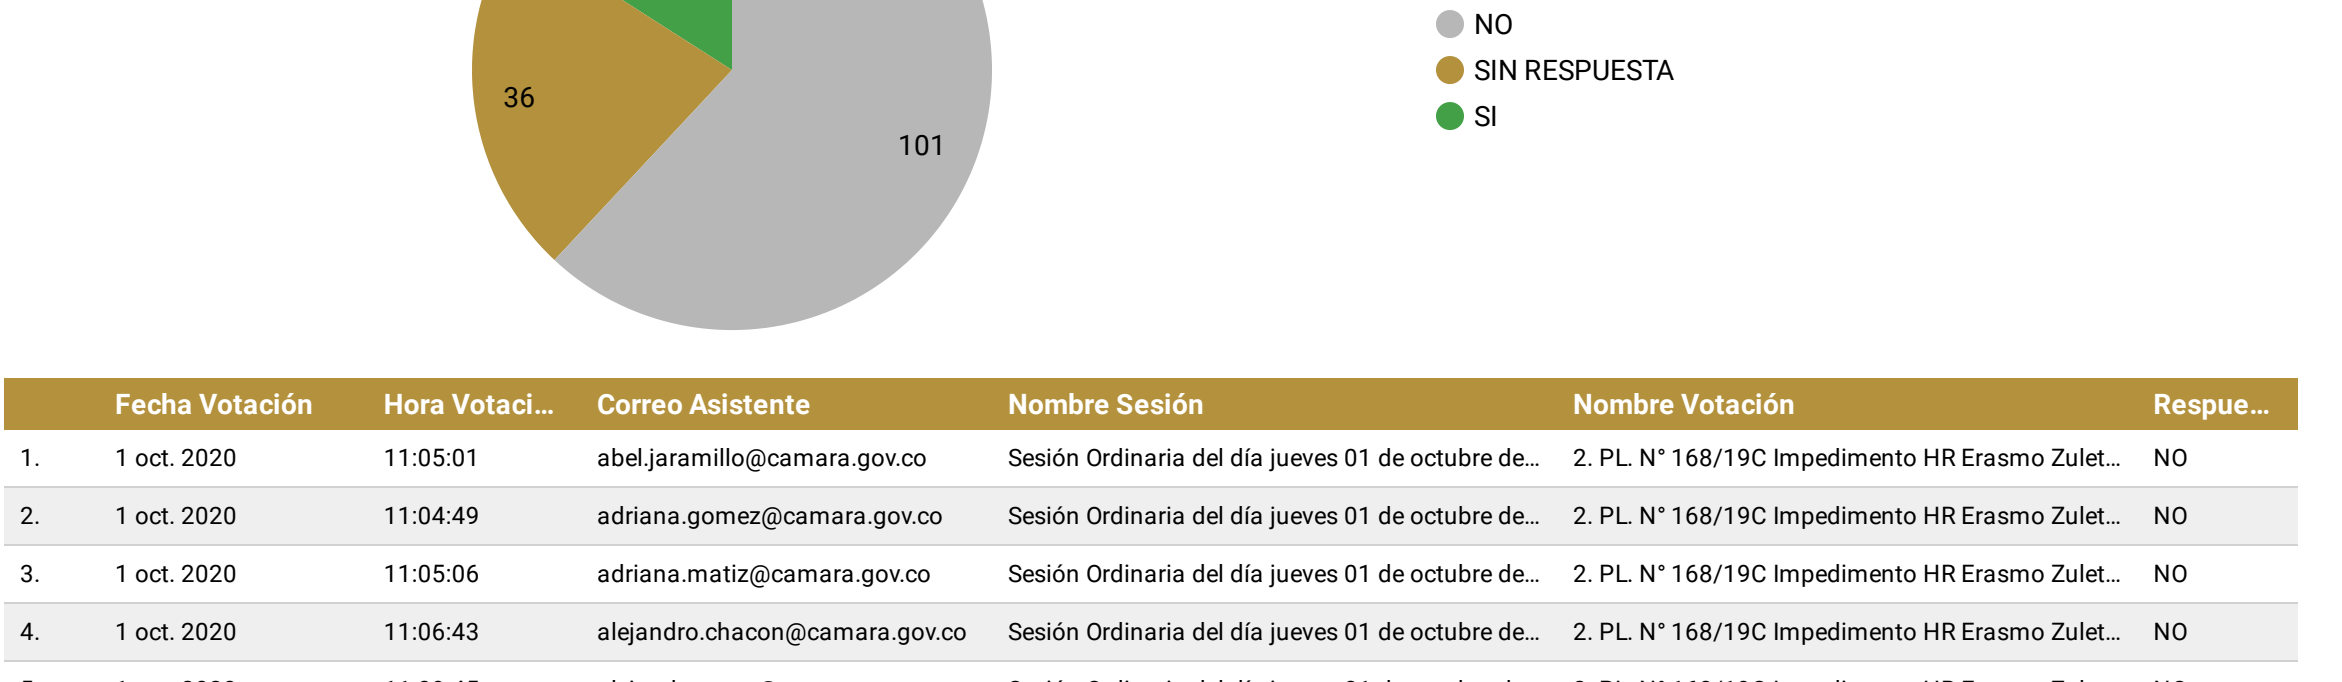 NO
SIN RESPUESTA
SI
36
101
Fecha Votación Hora Votaci... Correo Asistente Nombre Sesión Nombre Votación Respue...
1. 1 oct. 2020 11:05:01 abel.jaramillo@camara.gov.co Sesión Ordinaria del día jueves 01 de octubre de... 2. PL. N° 168/19C Impedimento HR Erasmo Zulet... NO
2. 1 oct. 2020 11:04:49 adriana.gomez@camara.gov.co Sesión Ordinaria del día jueves 01 de octubre de... 2. PL. N° 168/19C Impedimento HR Erasmo Zulet... NO
3. 1 oct. 2020 11:05:06 adriana.matiz@camara.gov.co Sesión Ordinaria del día jueves 01 de octubre de... 2. PL. N° 168/19C Impedimento HR Erasmo Zulet... NO
4. 1 oct. 2020 11:06:43 alejandro.chacon@camara.gov.co Sesión Ordinaria del día jueves 01 de octubre de... 2. PL. N° 168/19C Impedimento HR Erasmo Zulet... NO